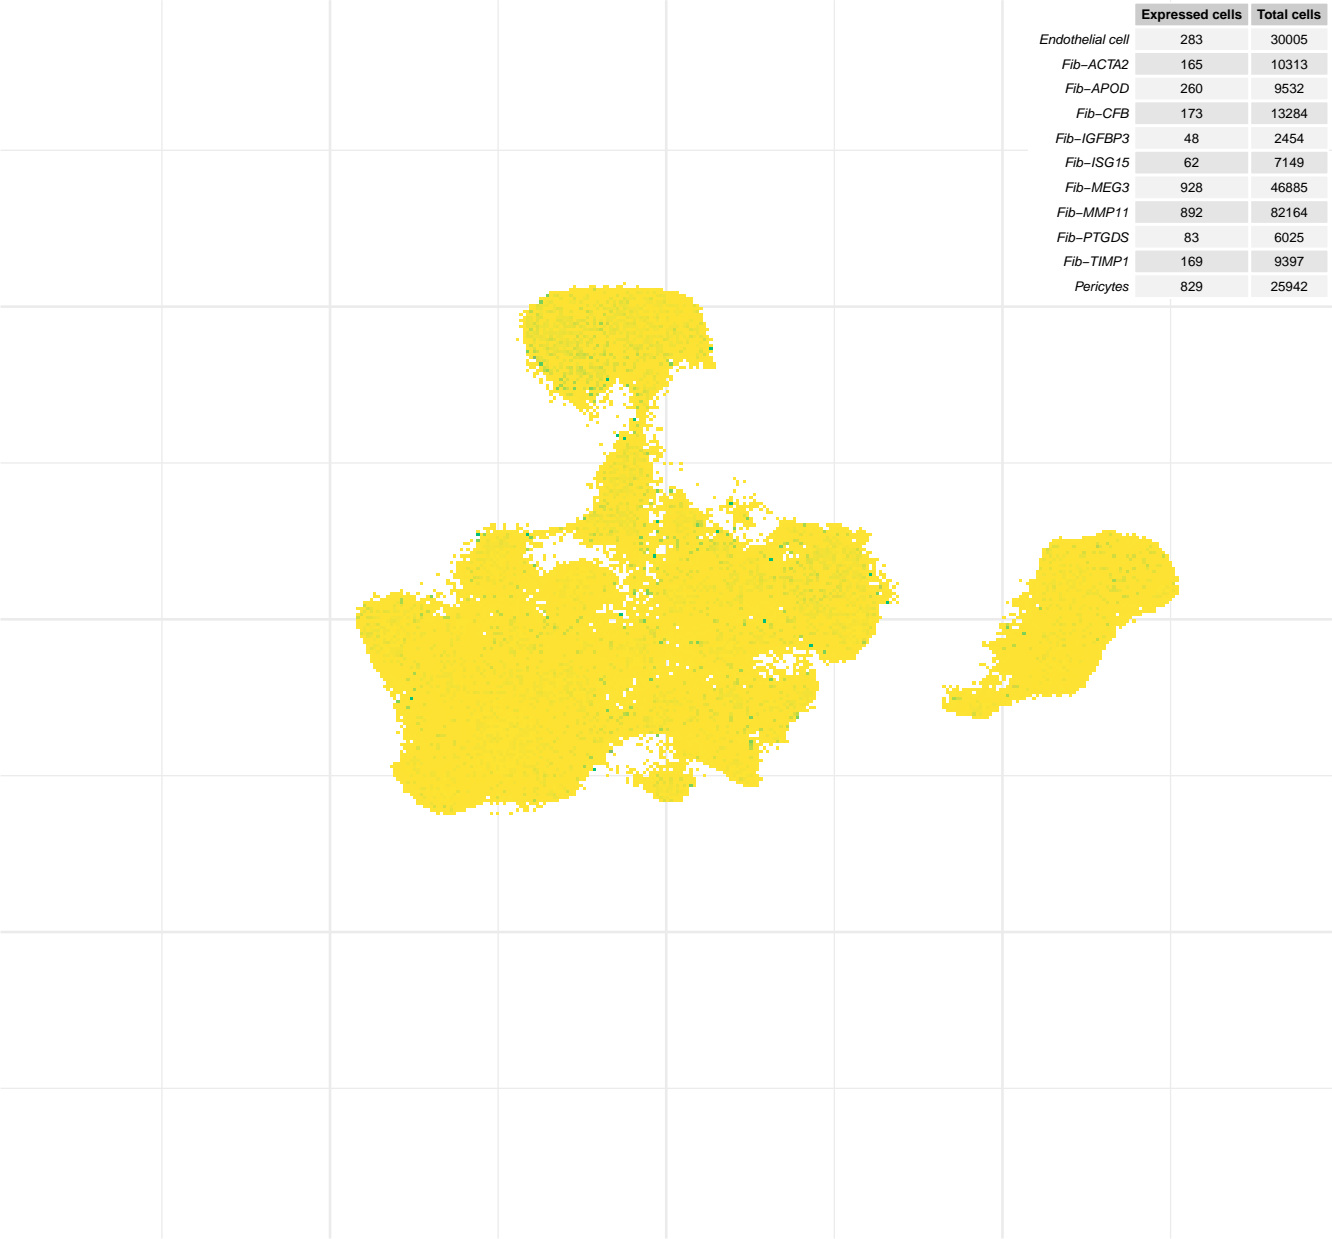 Expressed cells Total cells
Endothelial cell 283 30005
Fib−ACTA2 165 10313
Fib−APOD 260 9532
Fib−CFB 173 13284
Fib−IGFBP3 48 2454
Fib−ISG15 62 7149
Fib−MEG3 928 46885
Fib−MMP11 892 82164
Fib−PTGDS 83 6025
Fib−TIMP1 169 9397
Pericytes 829 25942